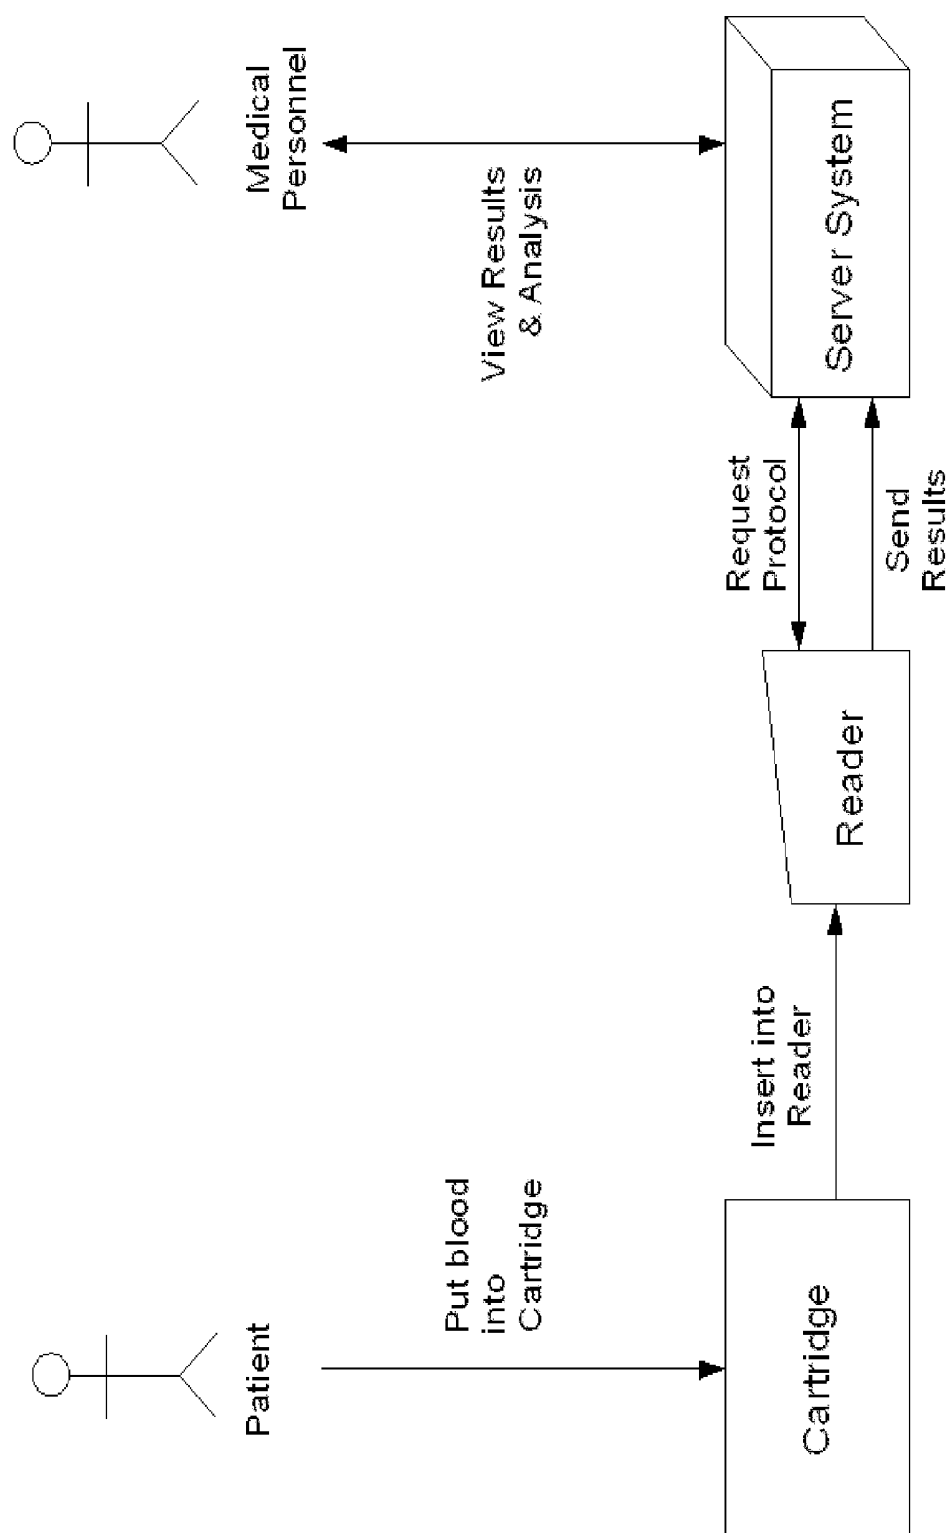 Patient
Put blood
into
Cartridge
Cartridge
Insert into
Reader
Reader
Request
Protocol
Send
Results
Server System
View Results
& Analysis
Medical
Personnel